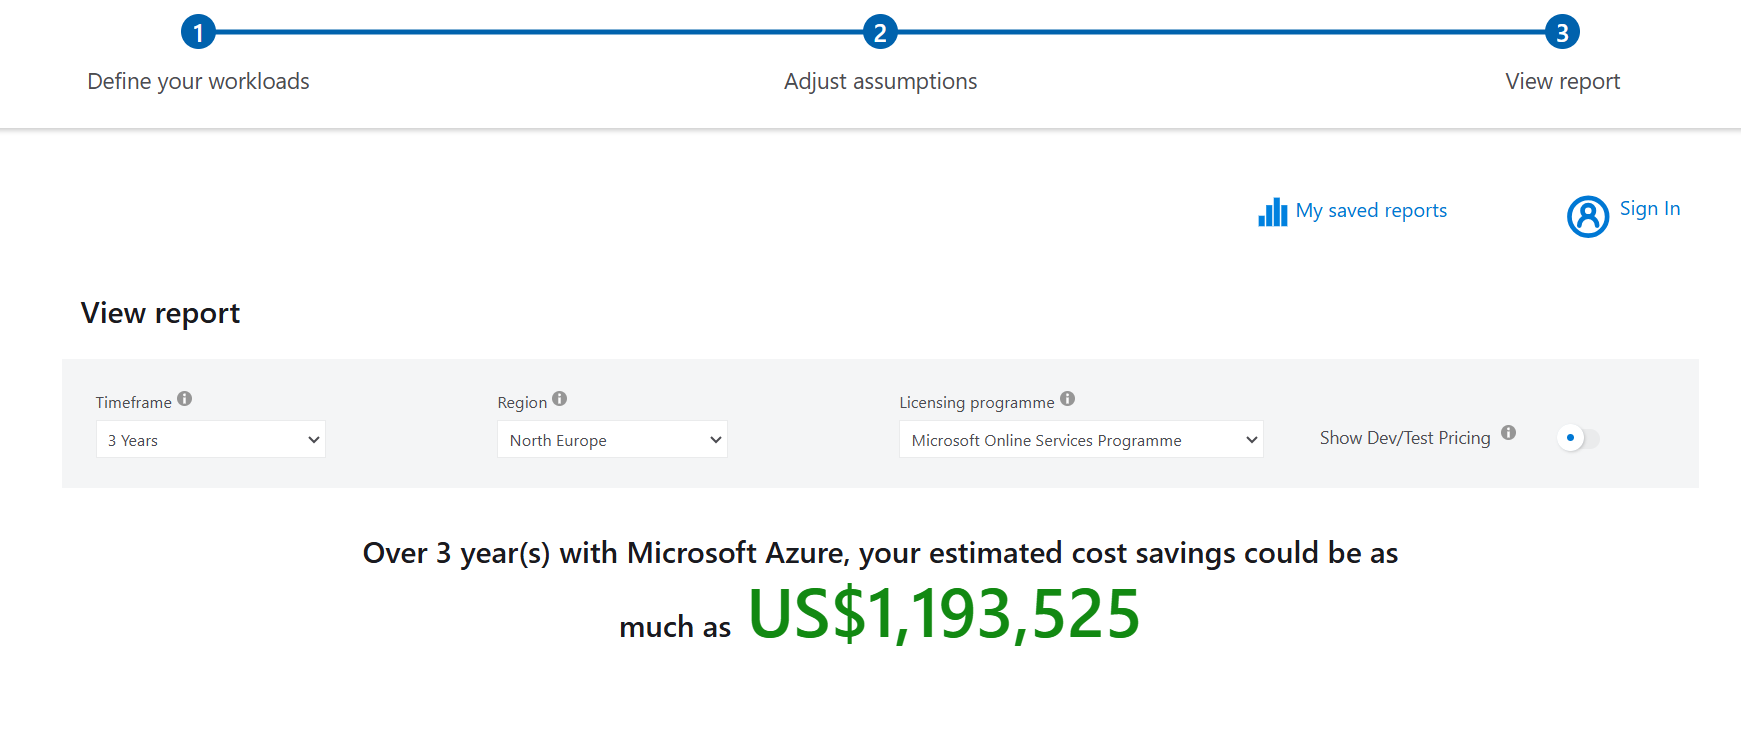 1
2
3
Define your workloads
Adjust assumptions
View report
My saved reports
Sign In
View report
Timeframe
Region
Licensing programme
3 Years
North Europe
Microsoft Online Services Programme
Show Dev/Test Pricing
Over 3 year(s) with Microsoft Azure, your estimated cost savings could be as
much as US$1,193,525